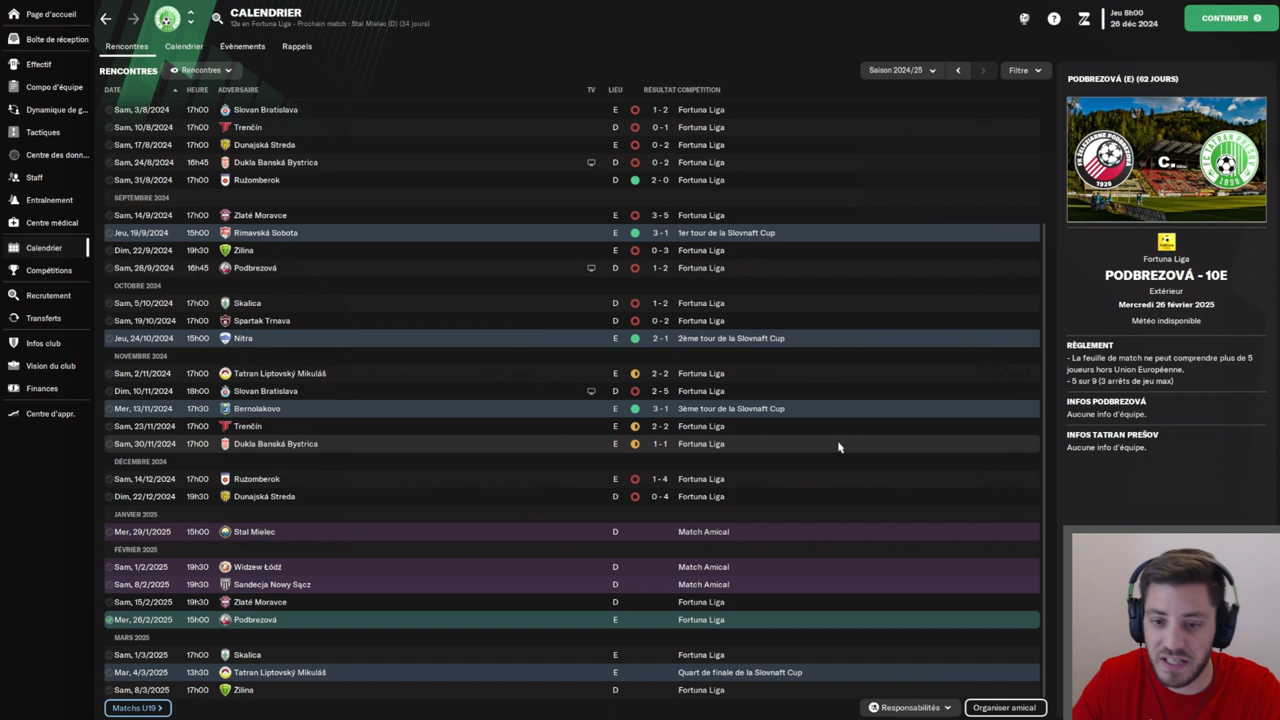 Page d'accueil
CALENDRIER
12e en Fortuna Liga - Prochain match : Stal Mielec (D) (34 jours)
Jeu 8h00
26 déc 2024
CONTINUER
Boîte de réception
Rencontres Calendrier Évènements Rappels
Effectif
RENCONTRES Rencontres
Saison 2024/25
Filtre
Compo d'équipe
DATE HEURE ADVERSAIRE TV LIEU RÉSULTAT COMPÉTITION
Dynamique de g...
Sam, 3/8/2024 17h00 Slovan Bratislava E 1 - 2 Fortuna Liga
Sam, 10/8/2024 17h00 Trenčín D 0 - 1 Fortuna Liga
Tactiques
Sam, 17/8/2024 17h00 Dunajská Streda E 0 - 2 Fortuna Liga
Centre des donn...
Sam, 24/8/2024 16h45 Dukla Banská Bystrica D 0 - 2 Fortuna Liga
Staff
Sam, 31/8/2024 17h00 Ružomberok D 2 - 0 Fortuna Liga
Entraînement
SEPTEMBRE 2024
Sam, 14/9/2024 17h00 Zlaté Moravce E 3 - 5 Fortuna Liga
Centre médical
Jeu, 19/9/2024 15h00 Rimavská Sobota E 3 - 1 1er tour de la Slovnaft Cup
Calendrier
Dim, 22/9/2024 19h30 Žilina E 0 - 3 Fortuna Liga
Compétitions
Sam, 28/9/2024 16h45 Podbrezová D 1 - 2 Fortuna Liga
Recrutement
OCTOBRE 2024
Sam, 5/10/2024 17h00 Skalica D 1 - 2 Fortuna Liga
Transferts
Sam, 19/10/2024 17h00 Spartak Trnava D 0 - 2 Fortuna Liga
Infos club
Jeu, 24/10/2024 15h00 Nitra E 2 - 1 2ème tour de la Slovnaft Cup
NOVEMBRE 2024
Vision du club
Sam, 2/11/2024 17h00 Tatran Liptovský Mikuláš E 2 - 2 Fortuna Liga
Finances
Dim, 10/11/2024 18h00 Slovan Bratislava D 2 - 5 Fortuna Liga
Mer, 13/11/2024 17h30 Bernolakovo E 3 - 1 3ème tour de la Slovnaft Cup
Centre d'appr.
Sam, 23/11/2024 17h00 Trenčín E 2 - 2 Fortuna Liga
Sam, 30/11/2024 17h00 Dukla Banská Bystrica E 1 - 1 Fortuna Liga
DÉCEMBRE 2024
Sam, 14/12/2024 17h00 Ružomberok E 1 - 4 Fortuna Liga
Dim, 22/12/2024 19h30 Dunajská Streda E 0 - 4 Fortuna Liga
JANVIER 2025
Mer, 29/1/2025 15h00 Stal Mielec D Match Amical
FÉVRIER 2025
Sam, 1/2/2025 19h30 Widzew Łódź D Match Amical
Sam, 8/2/2025 19h30 Sandecja Nowy Sącz D Match Amical
Sam, 15/2/2025 19h30 Zlaté Moravce D Fortuna Liga
Mer, 26/2/2025 15h00 Podbrezová E Fortuna Liga
MARS 2025
Sam, 1/3/2025 17h00 Skalica E Fortuna Liga
Mar, 4/3/2025 13h30 Tatran Liptovský Mikuláš E Quart de finale de la Slovnaft Cup
Sam, 8/3/2025 17h00 Žilina D Fortuna Liga
Matchs U19
Responsabilités
Organiser amical
PODBREZOVÁ (E) (62 JOURS)
C.
Fortuna Liga
PODBREZOVÁ - 10E
Extérieur
Mercredi 26 février 2025
Météo indisponible
RÈGLEMENT
- La feuille de match ne peut comprendre plus de 5
joueurs hors Union Européenne.
- 5 sur 9 (3 arrêts de jeu max)
INFOS PODBREZOVÁ
Aucune info d'équipe.
INFOS TATRAN PREŠOV
Aucune info d'équipe.